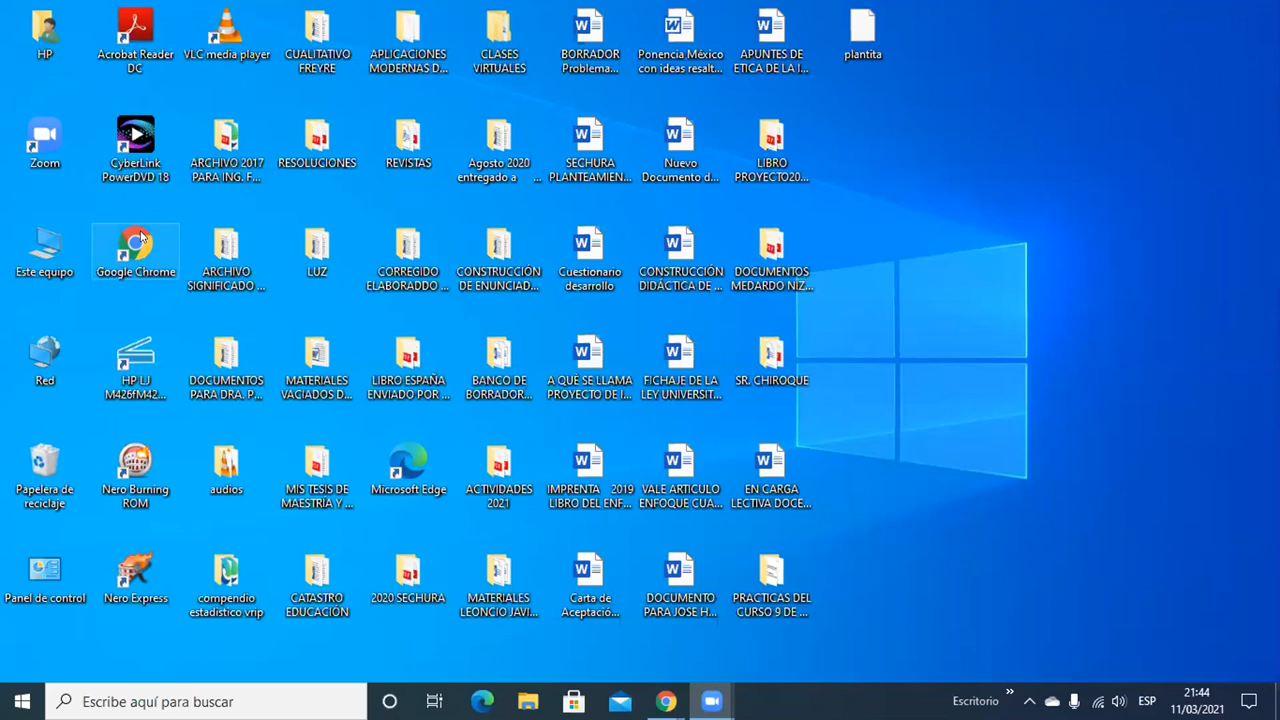 HP
Acrobat Reader
DC
VLC media player
CUALITATIVO
FREYRE
APLICACIONES
MODERNAS D...
CLASES
VIRTUALES
BORRADOR
Problema...
Ponencia México
con ideas resalt...
APUNTES DE
ETICA DE LA I...
plantita
Zoom
CyberLink
PowerDVD 18
ARCHIVO 2017
PARA ING. F...
RESOLUCIONES
REVISTAS
Agosto 2020
entregado a ...
SECHURA
PLANTEAMIEN...
Nuevo
Documento d...
LIBRO
PROYECTO20...
Este equipo
Google Chrome
ARCHIVO
SIGNIFICADO ...
LUZ
CORREGIDO
ELABORADDO ...
CONSTRUCCIÓN
DE ENUNCIAD...
Cuestionario
desarrollo
CONSTRUCCIÓN
DIDÁCTICA DE ...
DOCUMENTOS
MEDARDO NÍZ...
Red
HP LJ
M426fM42...
DOCUMENTOS
PARA DRA. P...
MATERIALES
VACIADOS D...
LIBRO ESPAÑA
ENVIADO POR ...
BANCO DE
BORRADOR...
A QUÉ SE LLAMA
PROYECTO DE I...
FICHAJE DE LA
LEY UNIVERSIT...
SR. CHIROQUE
Papelera de
reciclaje
Nero Burning
ROM
audios
MIS TESIS DE
MAESTRÍA Y ...
Microsoft Edge
ACTIVIDADES
2021
IMPRENTA 2019
LIBRO DEL ENF...
VALE ARTICULO
ENFOQUE CUA...
EN CARGA
LECTIVA DOCE...
Panel de control
Nero Express
compendio
estadístico vrip
CATASTRO
EDUCACIÓN
2020 SECHURA
MATERIALES
LEONCIO JAVI...
Carta de
Aceptació...
DOCUMENTO
PARA JOSE H...
PRACTICAS DEL
CURSO 9 DE ...
Escribe aquí para buscar
Escritorio
ESP
21:44
11/03/2021